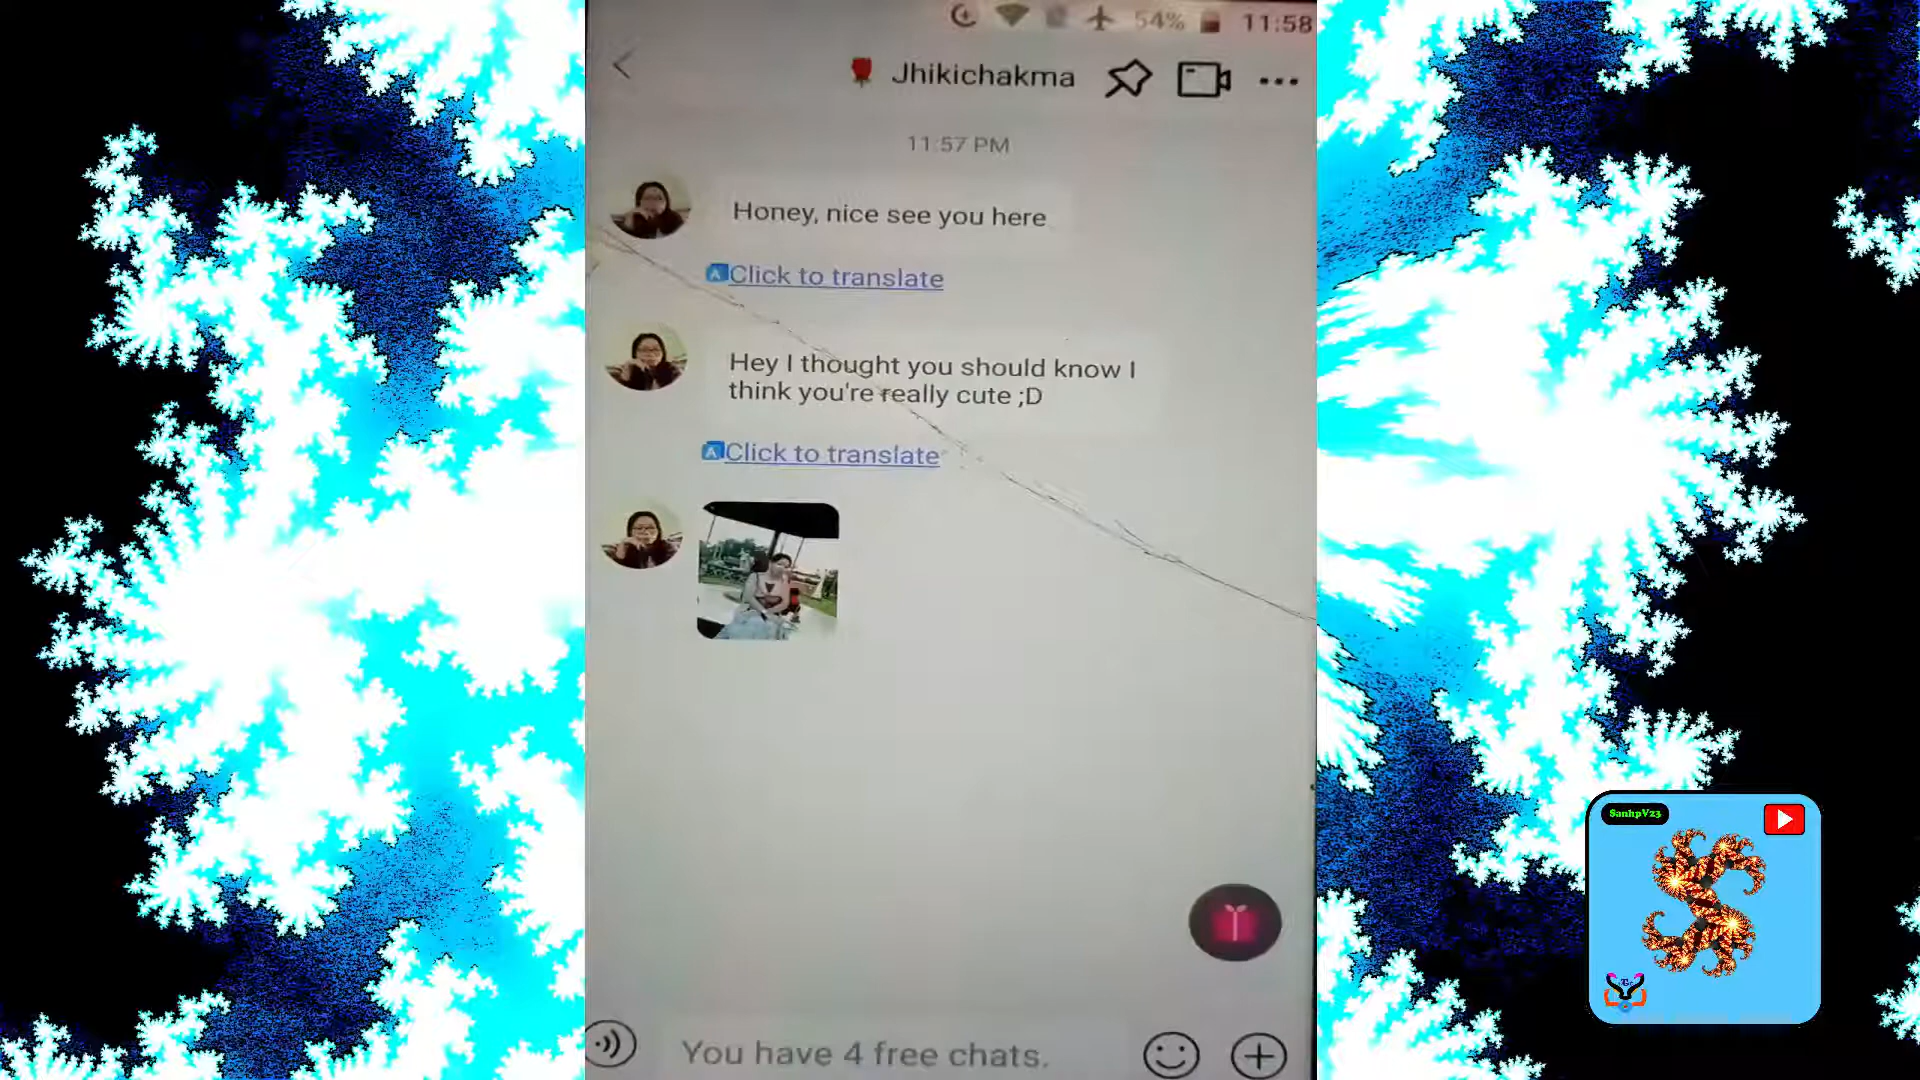 54% 11:58
Jhikichakma
11:57 PM
Honey, nice see you here
Click to translate
Hey I thought you should know I
think you're really cute ;D
Click to translate
You have 4 free chats.
SanhpV23